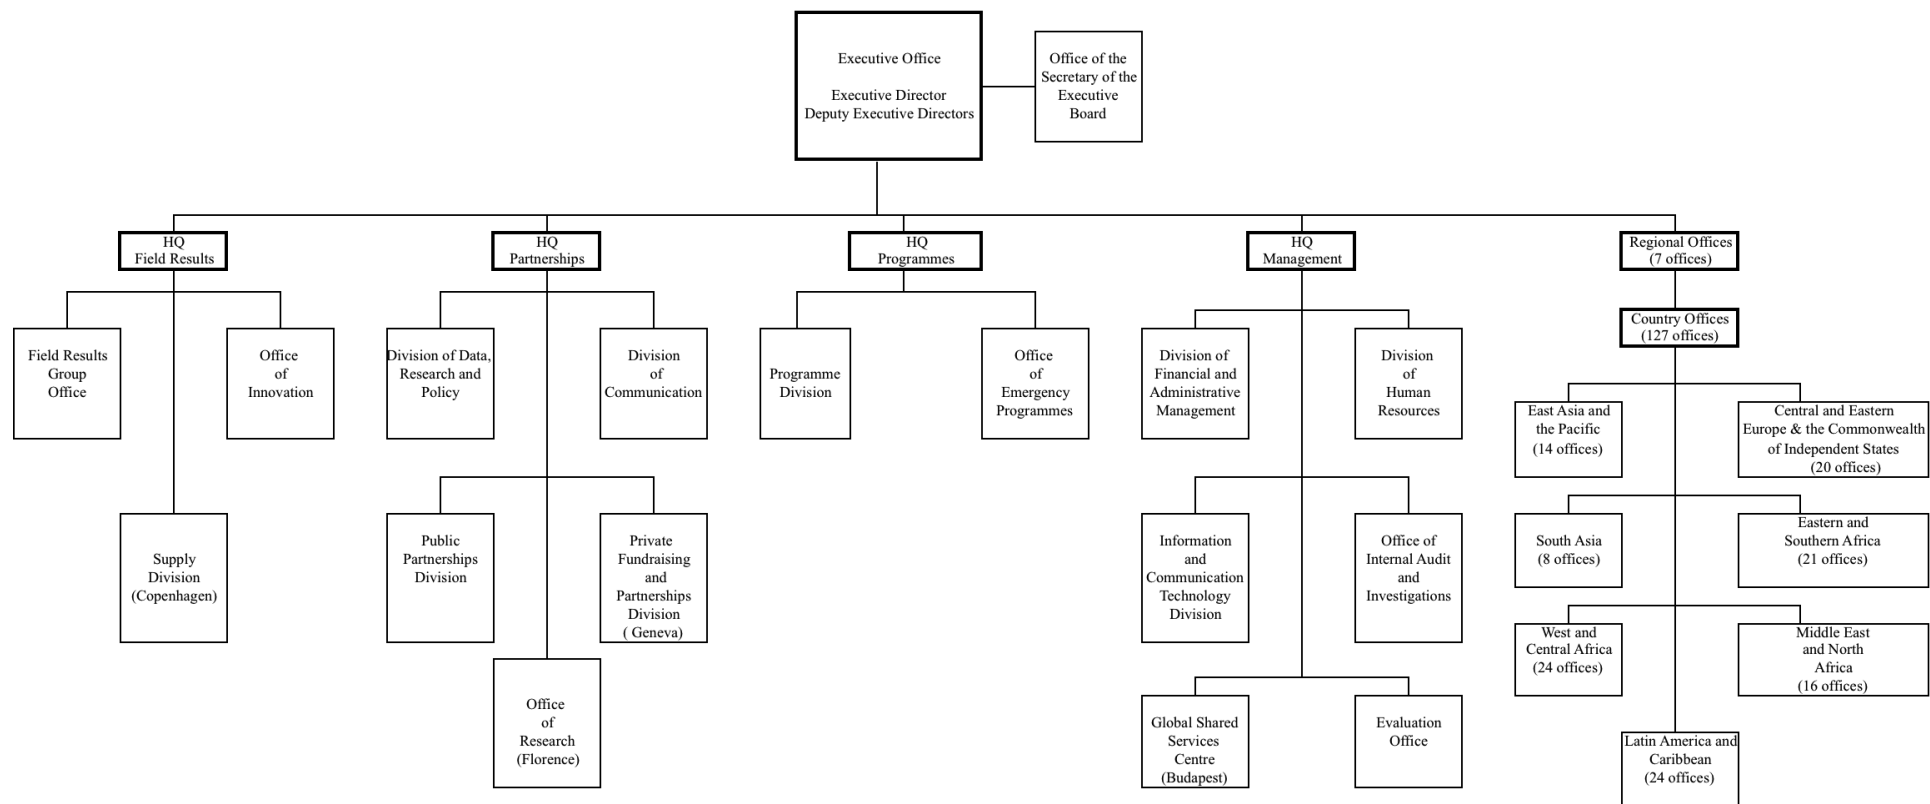 Executive Office
Executive Director
Deputy Executive Directors
Office of the
Secretary of the
Executive
Board
HQ
Field Results
HQ
Partnerships
HQ
Programmes
HQ
Management
Regional Offices
(7 offices)
Country Offices
(127 offices)
Field Results
Group
Office
Office
of
Innovation
Supply
Division
(Copenhagen)
Division of Data,
Research and
Policy
Division
of
Communication
Public
Partnerships
Division
Private
Fundraising
and
Partnerships
Division
( Geneva)
Office
of
Research
(Florence)
Programme
Division
Office
of
Emergency
Programmes
Division of
Financial and
Administrative
Management
Division
of
Human
Resources
Information
and
Communication
Technology
Division
Office of
Internal Audit
and
Investigations
Global Shared
Services
Centre
(Budapest)
Evaluation
Office
East Asia and
the Pacific
(14 offices)
Central and Eastern
Europe & the Commonwealth
of Independent States
(20 offices)
South Asia
(8 offices)
Eastern and
Southern Africa
(21 offices)
West and
Central Africa
(24 offices)
Middle East
and North
Africa
(16 offices)
Latin America and
Caribbean
(24 offices)